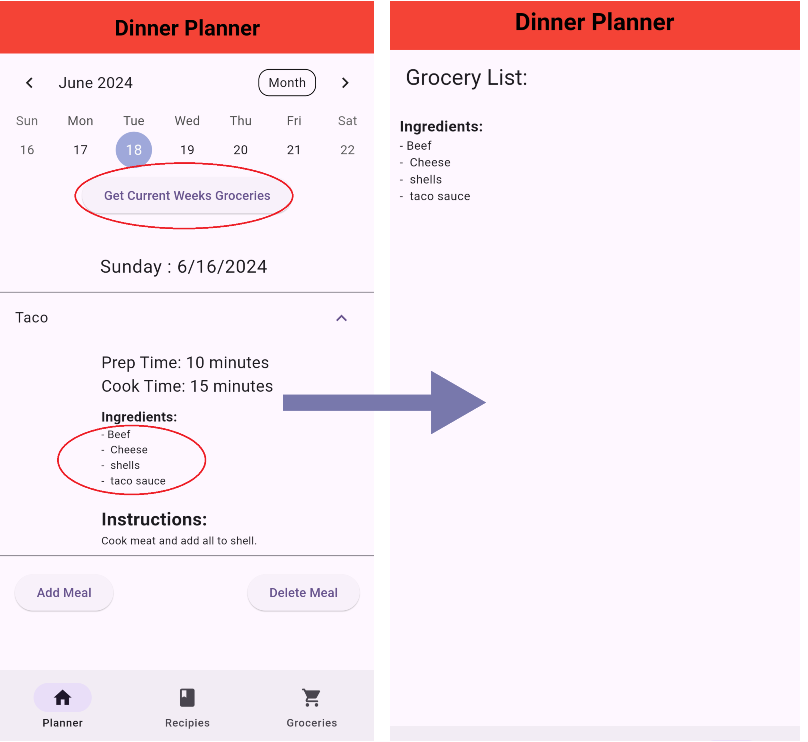 Dinner Planner
June 2024
Month
Sun Mon Tue Wed Thu Fri Sat
16 17 18 19 20 21 22
Get Current Weeks Groceries
Sunday : 6/16/2024
Taco
Prep Time: 10 minutes
Cook Time: 15 minutes
Ingredients:
- Beef
- Cheese
- shells
- taco sauce
Instructions:
Cook meat and add all to shell.
Add Meal
Delete Meal
Planner
Recipies
Groceries
Dinner Planner
Grocery List:
Ingredients:
- Beef
- Cheese
- shells
- taco sauce